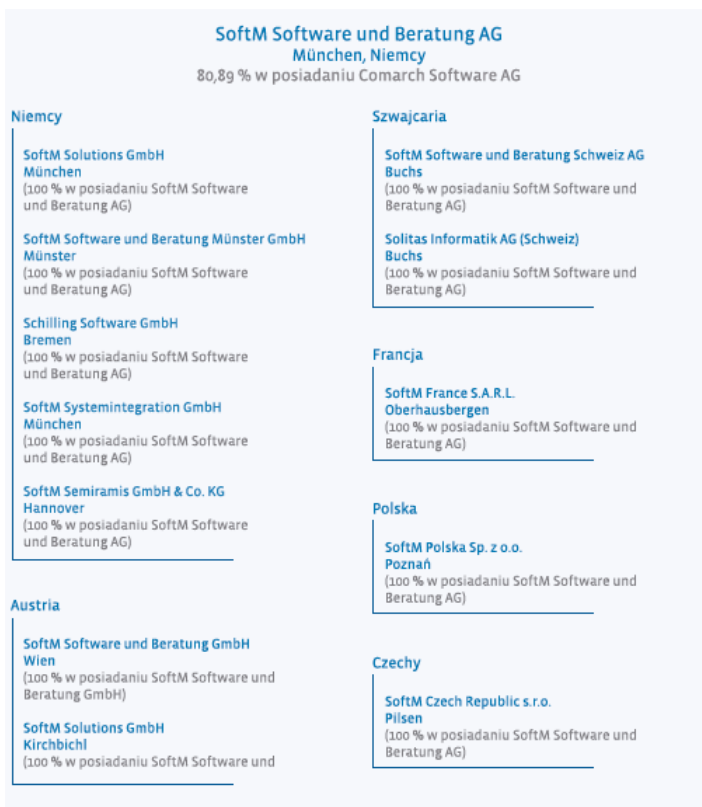 SoftM Software und Beratung AG
München, Niemcy
80,89 % w posiadaniu Comarch Software AG
Niemcy
SoftM Solutions GmbH
München
(100 % w posiadaniu SoftM Software
und Beratung AG)
SoftM Software und Beratung Münster GmbH
Münster
(100 % w posiadaniu SoftM Software
und Beratung AG)
Schilling Software GmbH
Bremen
(100 % w posiadaniu SoftM Software
und Beratung AG)
SoftM Systemintegration GmbH
München
(100 % w posiadaniu SoftM Software
und Beratung AG)
SoftM Semiramis GmbH & Co. KG
Hannover
(100 % w posiadaniu SoftM Software
und Beratung AG)
Austria
SoftM Software und Beratung GmbH
Wien
(100 % w posiadaniu SoftM Software und
Beratung GmbH)
SoftM Solutions GmbH
Kirchbichl
(100 % w posiadaniu SoftM Software und
Szwajcaria
SoftM Software und Beratung Schweiz AG
Buchs
(100 % w posiadaniu SoftM Software und
Beratung AG)
Solitas Informatik AG (Schweiz)
Buchs
(100 % w posiadaniu SoftM Software und
Beratung AG)
Francja
SoftM France S.A.R.L.
Oberhausbergen
(100 % w posiadaniu SoftM Software und
Beratung AG)
Polska
SoftM Polska Sp. z o.o.
Poznań
(100 % w posiadaniu SoftM Software und
Beratung AG)
Czechy
SoftM Czech Republic s.r.o.
Pilsen
(100 % w posiadaniu SoftM Software und
Beratung AG)